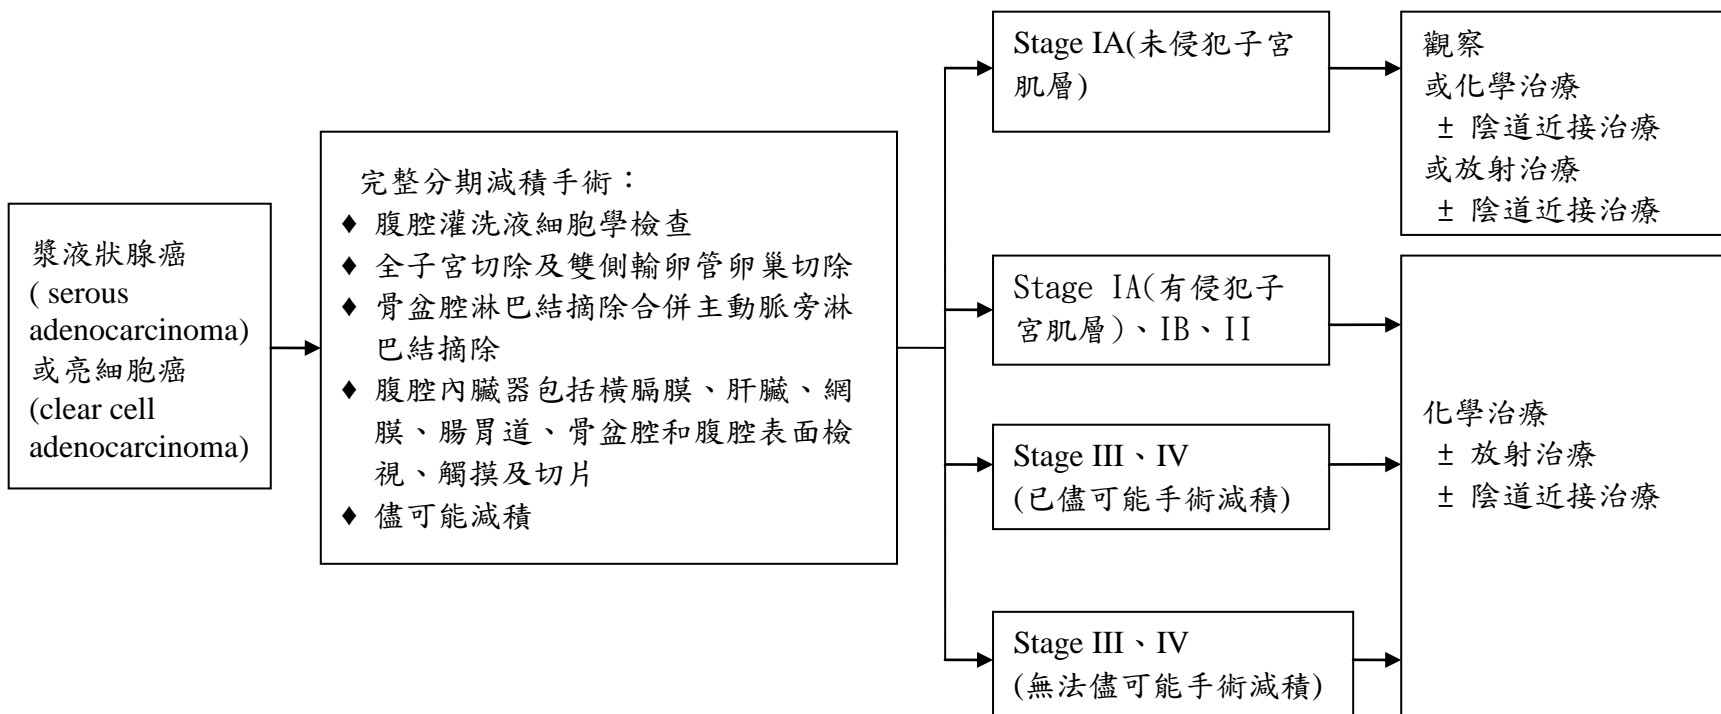 漿液狀腺癌
( serous
adenocarcinoma)
或亮細胞癌
(clear cell
adenocarcinoma)
完整分期減積手術：
♦ 腹腔灌洗液細胞學檢查
♦ 全子宮切除及雙側輸卵管卵巢切除
♦ 骨盆腔淋巴結摘除合併主動脈旁淋
巴結摘除
♦ 腹腔內臟器包括橫膈膜、肝臟、網
膜、腸胃道、骨盆腔和腹腔表面檢
視、觸摸及切片
♦ 儘可能減積
Stage IA(未侵犯子宮
肌層)
Stage IA(有侵犯子
宮肌層)、IB、II
Stage III、IV
(已儘可能手術減積)
Stage III、IV
(無法儘可能手術減積)
觀察
或化學治療
± 陰道近接治療
或放射治療
± 陰道近接治療
化學治療
± 放射治療
± 陰道近接治療